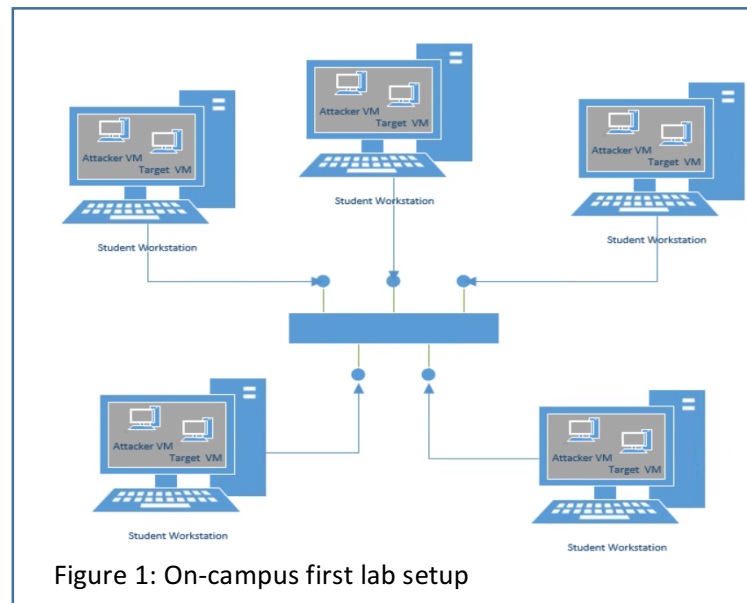 Attacker VM
Target VM
Student Workstation
Attacker VM
Target VM
Student Workstation
Attacker VM
Target VM
Student Workstation
Attacker VM
Target VM
Student Workstation
Attacker VM
Target VM
Student Workstation
Figure 1: On-campus first lab setup